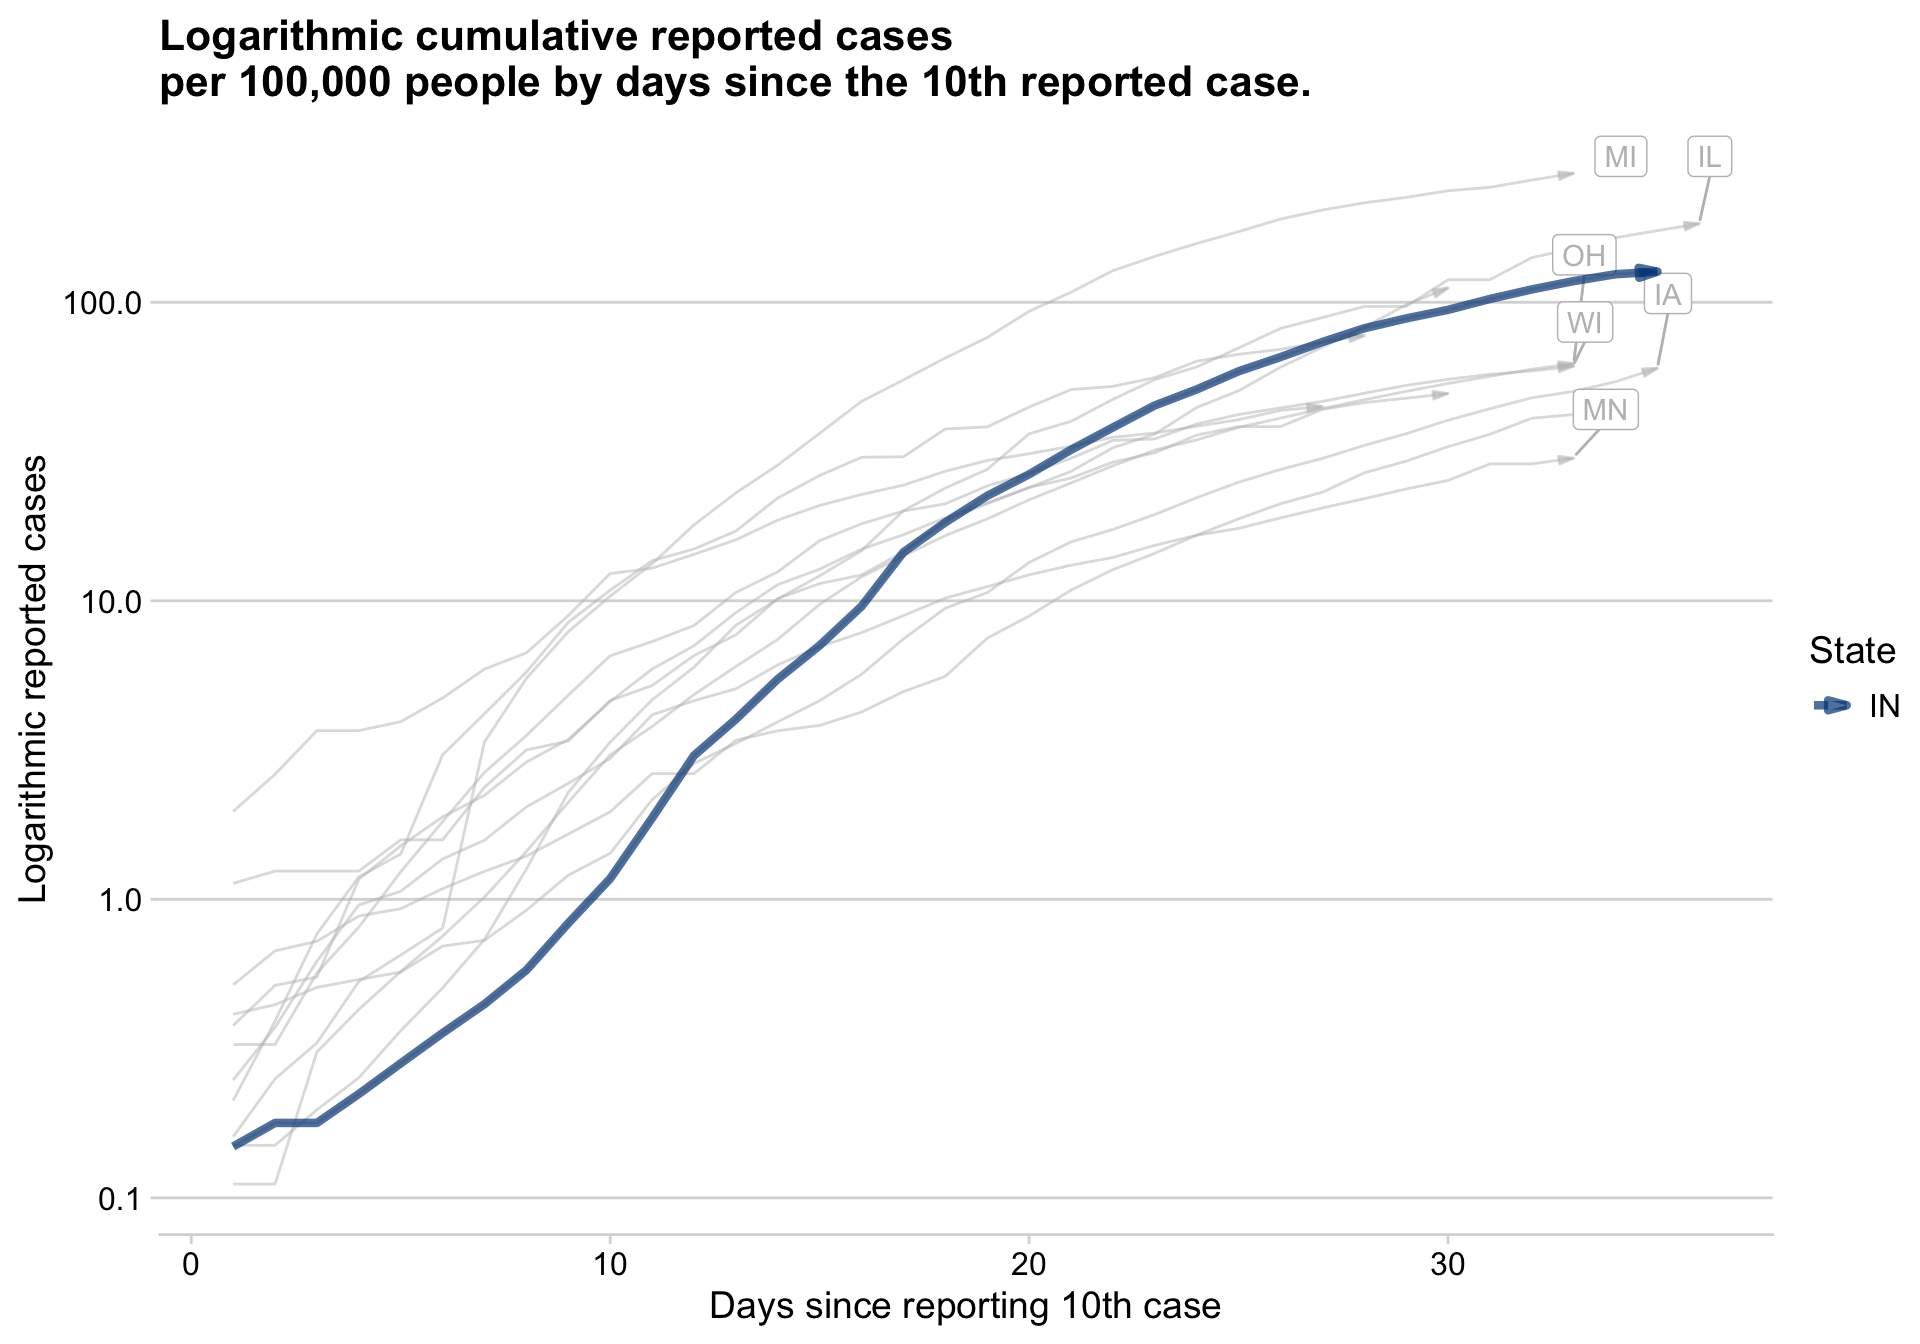 Logarithmic cumulative reported cases
per 100,000 people by days since the 10th reported case.
MI
IL
OH
IA
WI
MN
100.0
10.0
1.0
0.1
Logarithmic reported cases
0
10
20
30
Days since reporting 10th case
State
IN